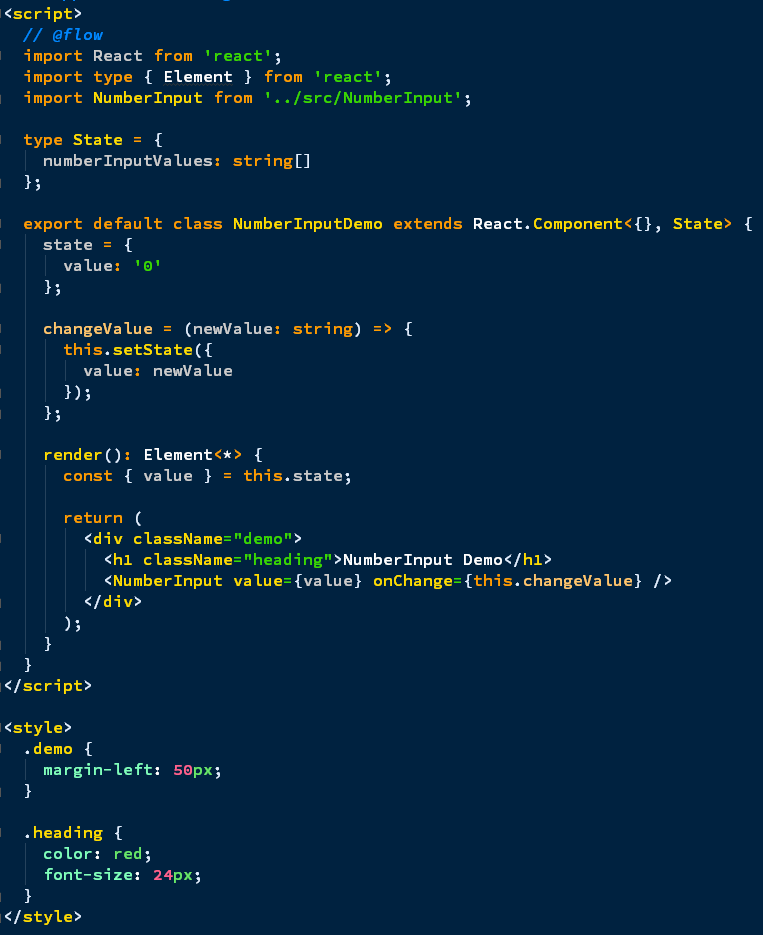 <script>
// @flow
import React from 'react';
import type { Element } from 'react';
import NumberInput from '../src/NumberInput';
type State = {
numberInputValues: string[]
};
export default class NumberInputDemo extends React.Component<{}, State> {
state = {
value: '0'
};
changeValue = (newValue: string) => {
this.setState({
value: newValue
});
};
render(): Element<*> {
const { value } = this.state;
return (
<div className="demo">
<h1 className="heading">NumberInput Demo</h1>
<NumberInput value={value} onChange={this.changeValue} />
</div>
);
}
}
</script>
<style>
.demo {
margin-left: 50px;
}
.heading {
color: red;
font-size: 24px;
}
</style>